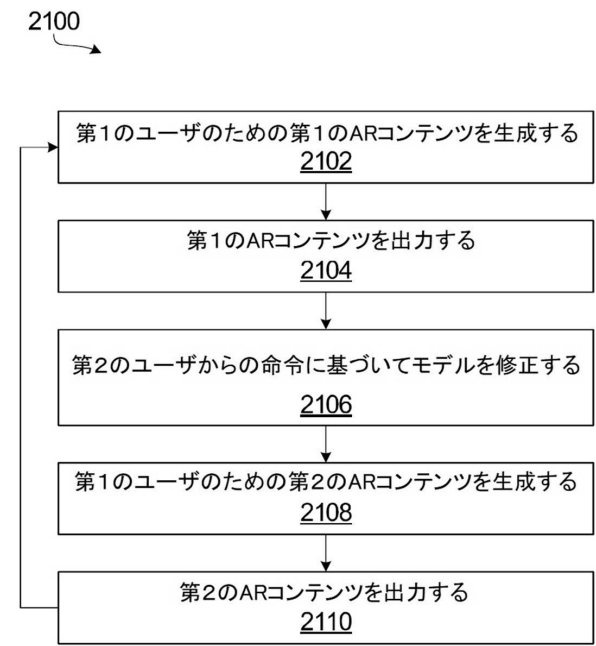 2100
第１のユーザのための第１のARコンテンツを生成する
2102
第１のARコンテンツを出力する
2104
第２のユーザからの命令に基づいてモデルを修正する
2106
第１のユーザのための第２のARコンテンツを生成する
2108
第２のARコンテンツを出力する
2110